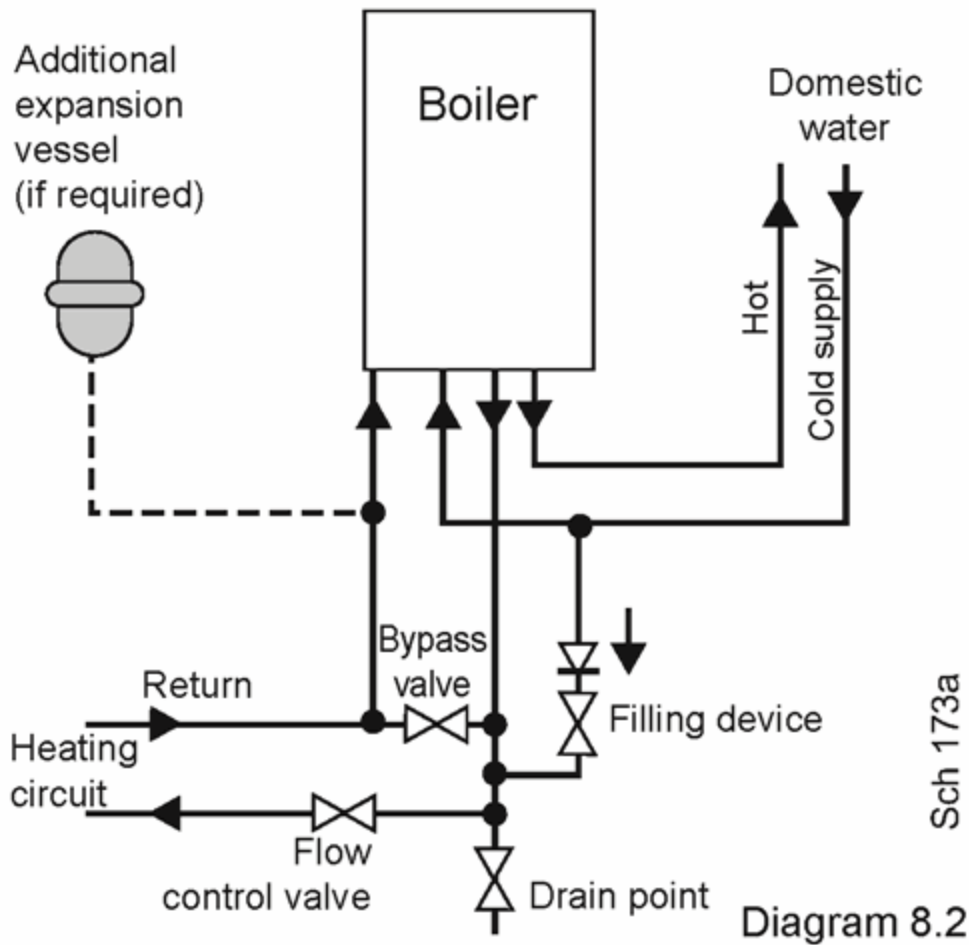 Additional
expansion
vessel
(if required)
Boiler
Domestic
water
Hot
Cold supply
Bypass
valve
Return
Filling device
Heating
circuit
Flow
control valve
Drain point
Sch 173a
Diagram 8.2